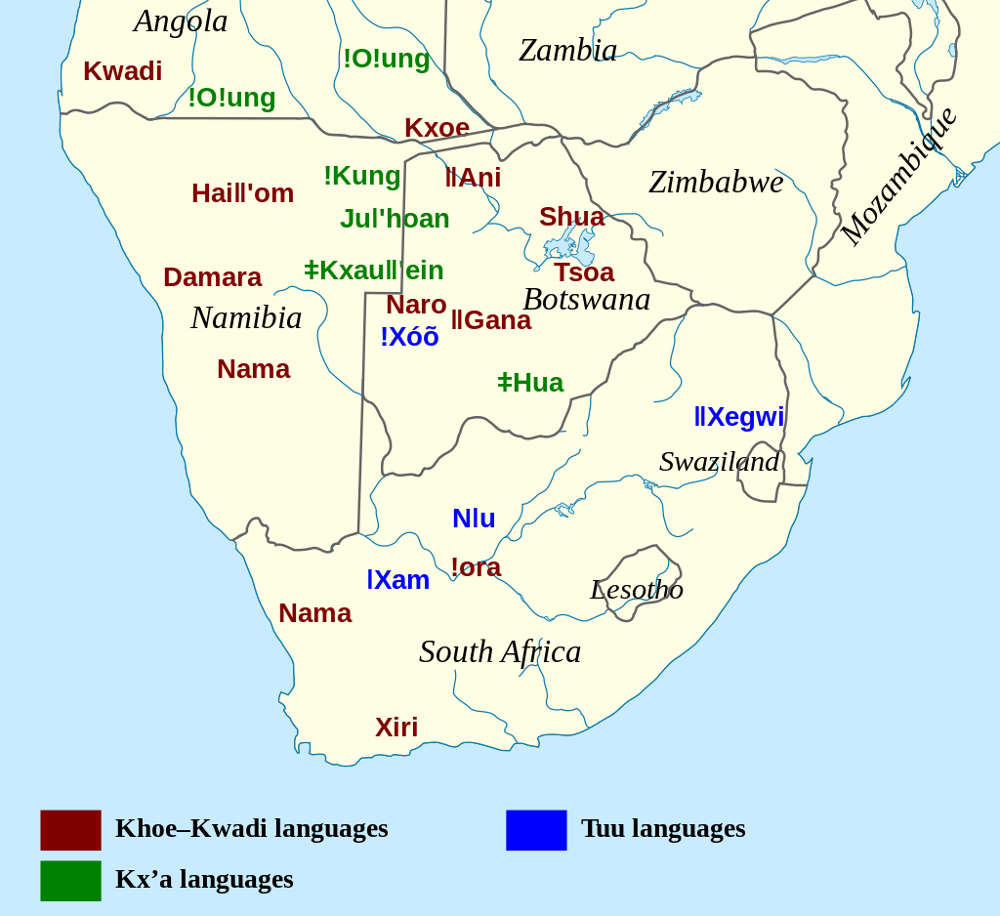 Angola
Zambia
!O!ung
Kwadi
!O!ung
Kxoe
Mozambique
!Kung
ǁAni
Zimbabwe
Haiǁ'om
Juǀ'hoan
Shua
ǂKxauǁ'ein
Tsoa
Damara
Botswana
Naro
Namibia
ǁGana
!Xóõ
Nama
ǂHua
ǁXegwi
Swaziland
Nǀu
!ora
ǀXam
Lesotho
Nama
South Africa
Xiri
Khoe–Kwadi languages
Tuu languages
Kx’a languages